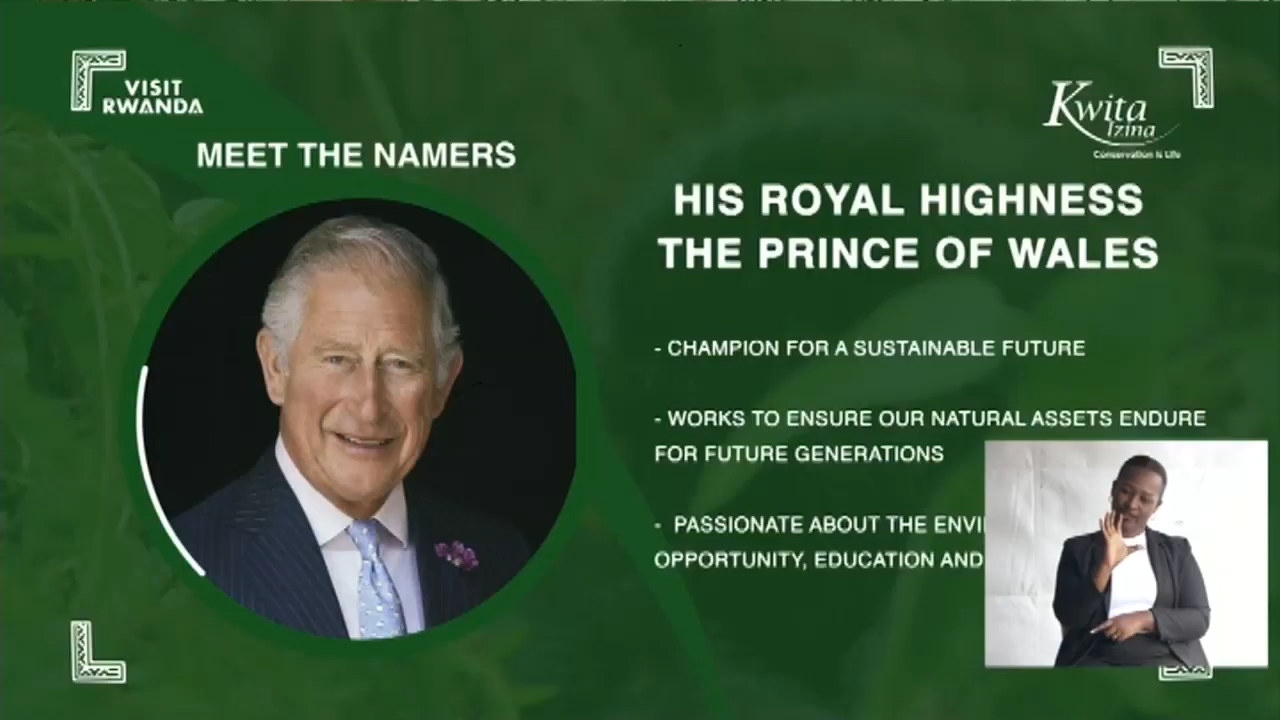 VISIT
RWANDA
Kwita
Izina
Conservation is Life
MEET THE NAMERS
HIS ROYAL HIGHNESS
THE PRINCE OF WALES
- CHAMPION FOR A SUSTAINABLE FUTURE
- WORKS TO ENSURE OUR NATURAL ASSETS ENDURE
FOR FUTURE GENERATIONS
- PASSIONATE ABOUT THE ENVI
OPPORTUNITY, EDUCATION AND